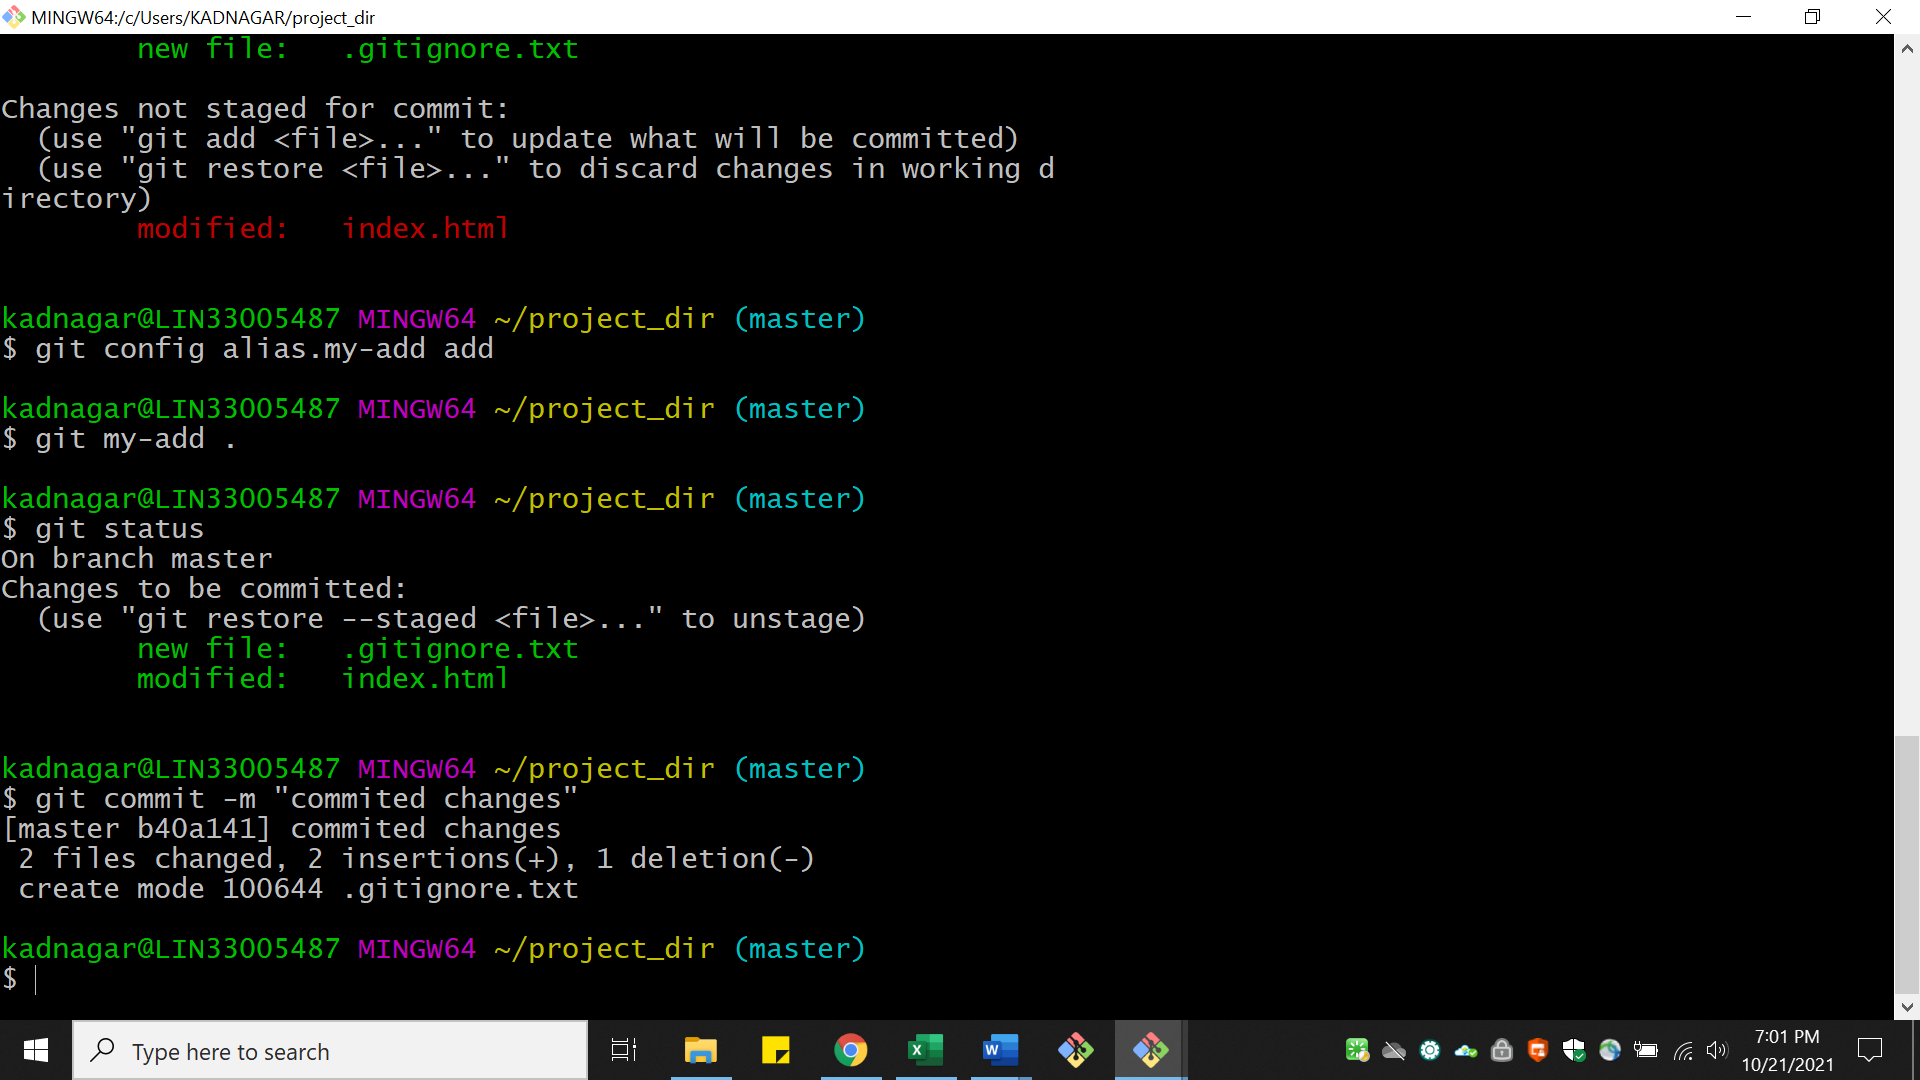 MINGW64:/c/Users/KADNAGAR/project_dir
new file:   .gitignore.txt
Changes not staged for commit:
(use "git add <file>..." to update what will be committed)
(use "git restore <file>..." to discard changes in working d
irectory)
modified:   index.html
kadnagar@LIN33005487 MINGW64 ~/project_dir (master)
$ git config alias.my-add add
kadnagar@LIN33005487 MINGW64 ~/project_dir (master)
$ git my-add .
kadnagar@LIN33005487 MINGW64 ~/project_dir (master)
$ git status
On branch master
Changes to be committed:
(use "git restore --staged <file>..." to unstage)
new file:   .gitignore.txt
modified:   index.html
kadnagar@LIN33005487 MINGW64 ~/project_dir (master)
$ git commit -m "commited changes"
[master b40a141] commited changes
2 files changed, 2 insertions(+), 1 deletion(-)
create mode 100644 .gitignore.txt
kadnagar@LIN33005487 MINGW64 ~/project_dir (master)
$
Type here to search
7:01 PM
10/21/2021